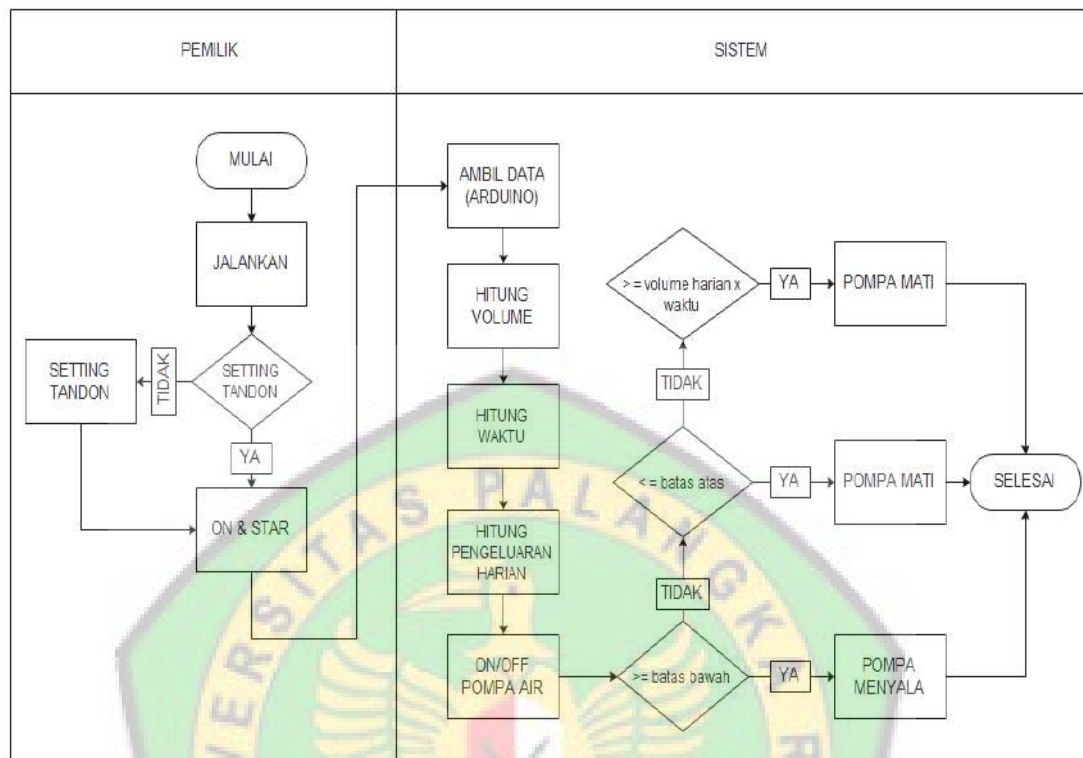 PEMILIK
SISTEM
MULAI
JALANKAN
SETTING
TANDON
TIDAK
SETTING
TANDON
YA
ON & STAR
AMBIL DATA
(ARDUINO)
HITUNG
VOLUME
HITUNG
WAKTU
HITUNG
PENGELUARAN
HARIAN
ON/OFF
POMPA AIR
>= batas bawah
YA
POMPA
MENYALA
TIDAK
< = batas atas
YA
POMPA MATI
TIDAK
> = volume harian x
waktu
YA
POMPA MATI
SELESAI
ERSITAS PALANGKA R